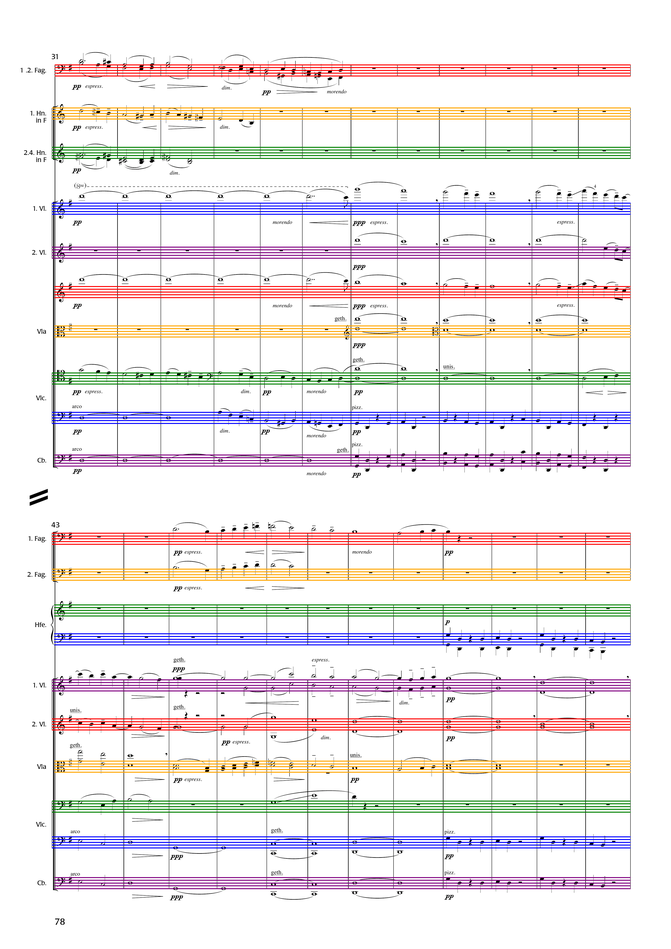 31
1 .2. Fag.
pp express. dim. pp morendo
1. Hn.
in F
pp express. dim.
2.4. Hn.
in F
pp dim.
1. Vl.
pp morendo ppp express. express.
2. Vl.
ppp
pp morendo ppp express. express.
geth.
Vla
ppp
geth. unis.
Vlc.
pp express. dim. pp morendo pp
arco pizz.
pp dim. pp morendo pp
arco geth. pizz.
Cb.
pp morendo pp
43
1. Fag.
pp express. morendo pp
2. Fag.
pp express.
Hfe.
p
geth. express.
ppp
1. Vl.
dim. pp
unis. geth.
2. Vl.
pp express. dim. pp
geth. unis.
Vla
pp express. pp
Vlc.
arco geth. pizz.
ppp pp
arco geth. pizz.
Cb.
ppp pp
78